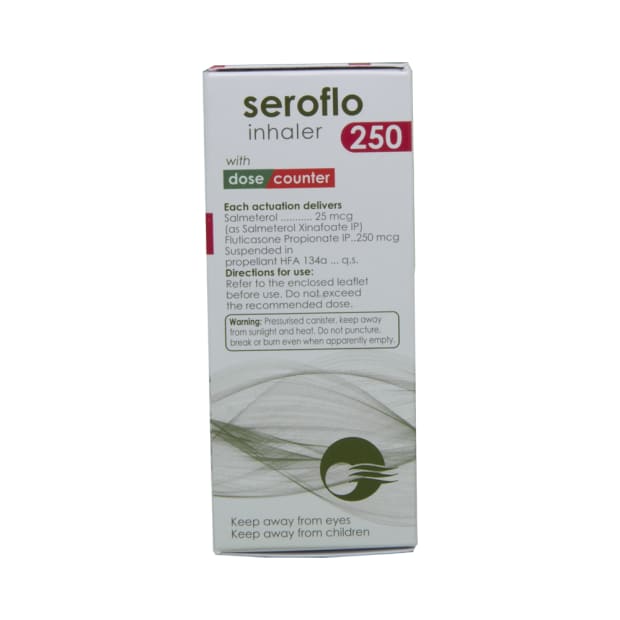 seroflo
inhaler
250
with
dose counter
Each actuation delivers
Salmeterol ........... 25 mcg
(as Salmeterol Xinafoate IP)
Fluticasone Propionate IP..250 mcg
Suspended in
propellant HFA 134a ... q.s.
Directions for use:
Refer to the enclosed leaflet
before use. Do not exceed
the recommended dose.
Warning: Pressurised canister, keep away
from sunlight and heat. Do not puncture,
break or burn even when apparently empty.
Keep away from eyes
Keep away from children